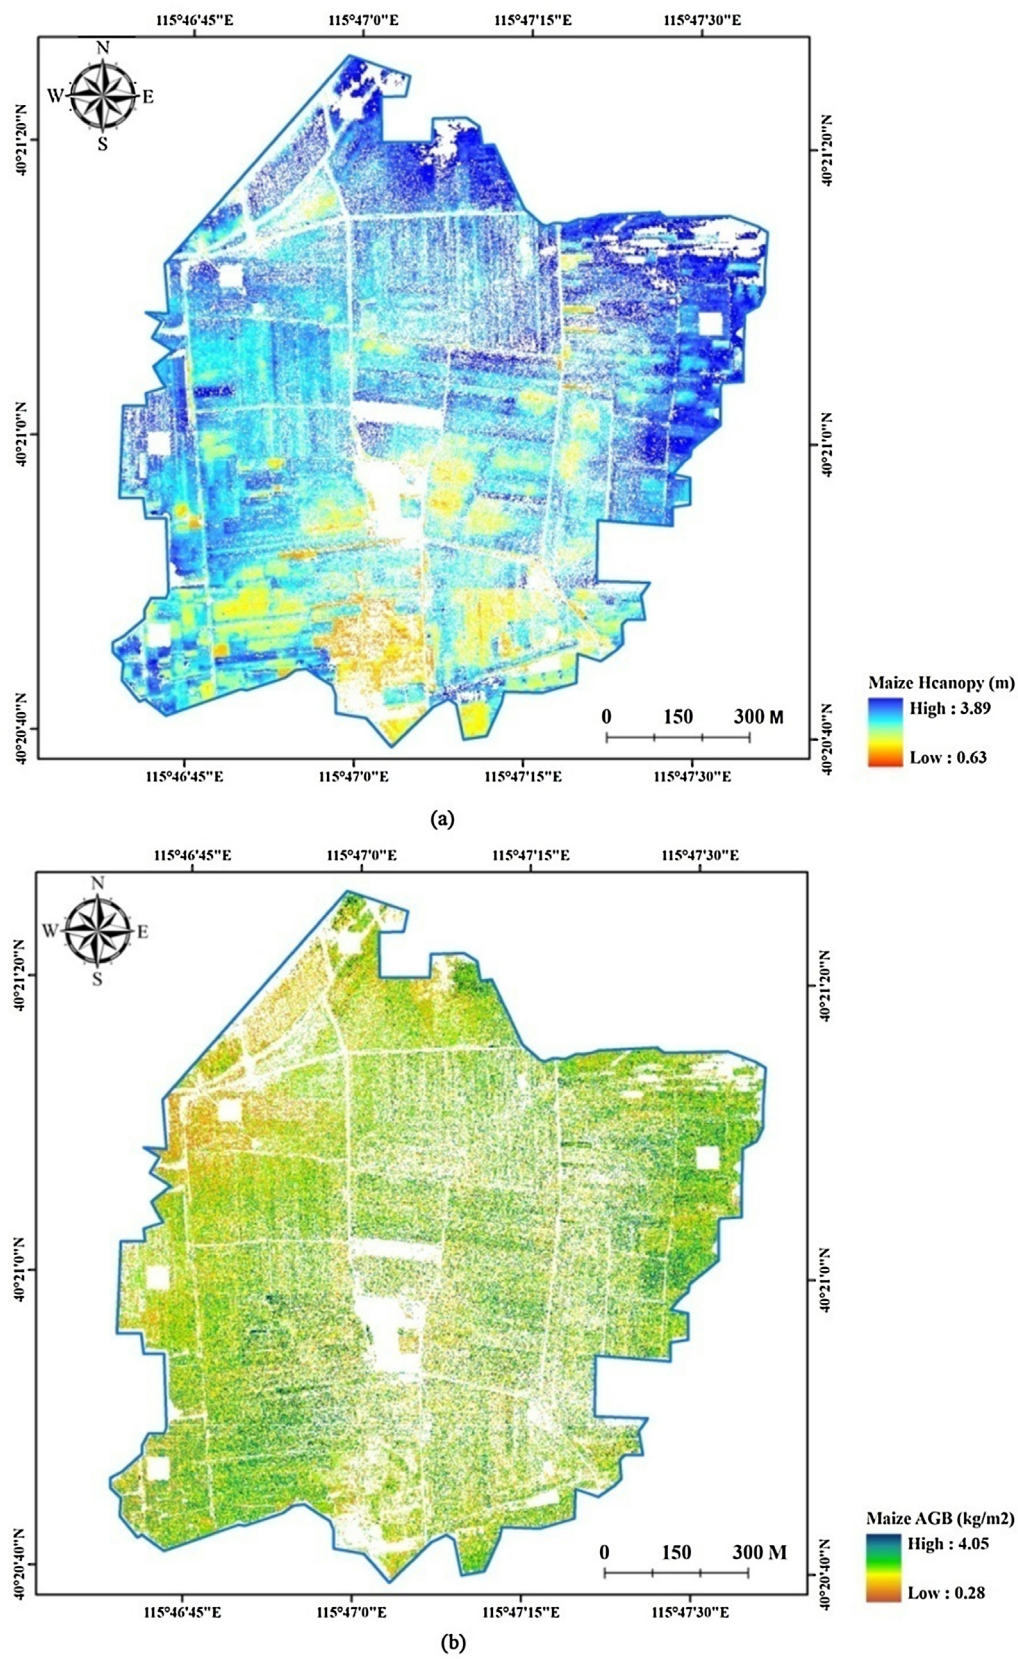 115°46'45"E 115°47'0"E 115°47'15"E 115°47'30"E
N
W E
S
40°21'20"N 40°21'20"N
40°21'0"N 40°21'0"N
40°20'40"N 40°20'40"N
Maize Hcanopy (m)
High : 3.89
Low : 0.63
0 150 300 M
115°46'45"E 115°47'0"E 115°47'15"E 115°47'30"E
(a)
115°46'45"E 115°47'0"E 115°47'15"E 115°47'30"E
N
W E
S
40°21'20"N 40°21'20"N
40°21'0"N 40°21'0"N
40°20'40"N 40°20'40"N
Maize AGB (kg/m2)
High : 4.05
Low : 0.28
0 150 300 M
115°46'45"E 115°47'0"E 115°47'15"E 115°47'30"E
(b)